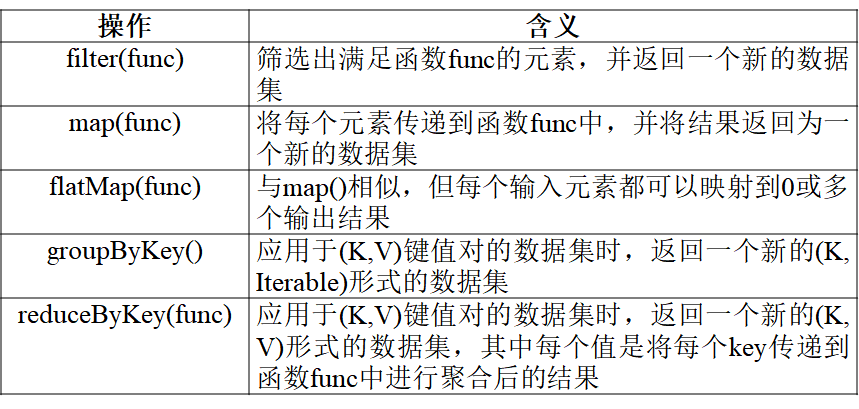 操作 含义
filter(func) 筛选出满足函数func的元素，并返回一个新的数据
集
map(func) 将每个元素传递到函数func中，并将结果返回为一
个新的数据集
flatMap(func) 与map()相似，但每个输入元素都可以映射到0或多
个输出结果
groupByKey() 应用于(K,V)键值对的数据集时，返回一个新的(K,
Iterable)形式的数据集
reduceByKey(func) 应用于(K,V)键值对的数据集时，返回一个新的(K,
V)形式的数据集，其中每个值是将每个key传递到
函数func中进行聚合后的结果